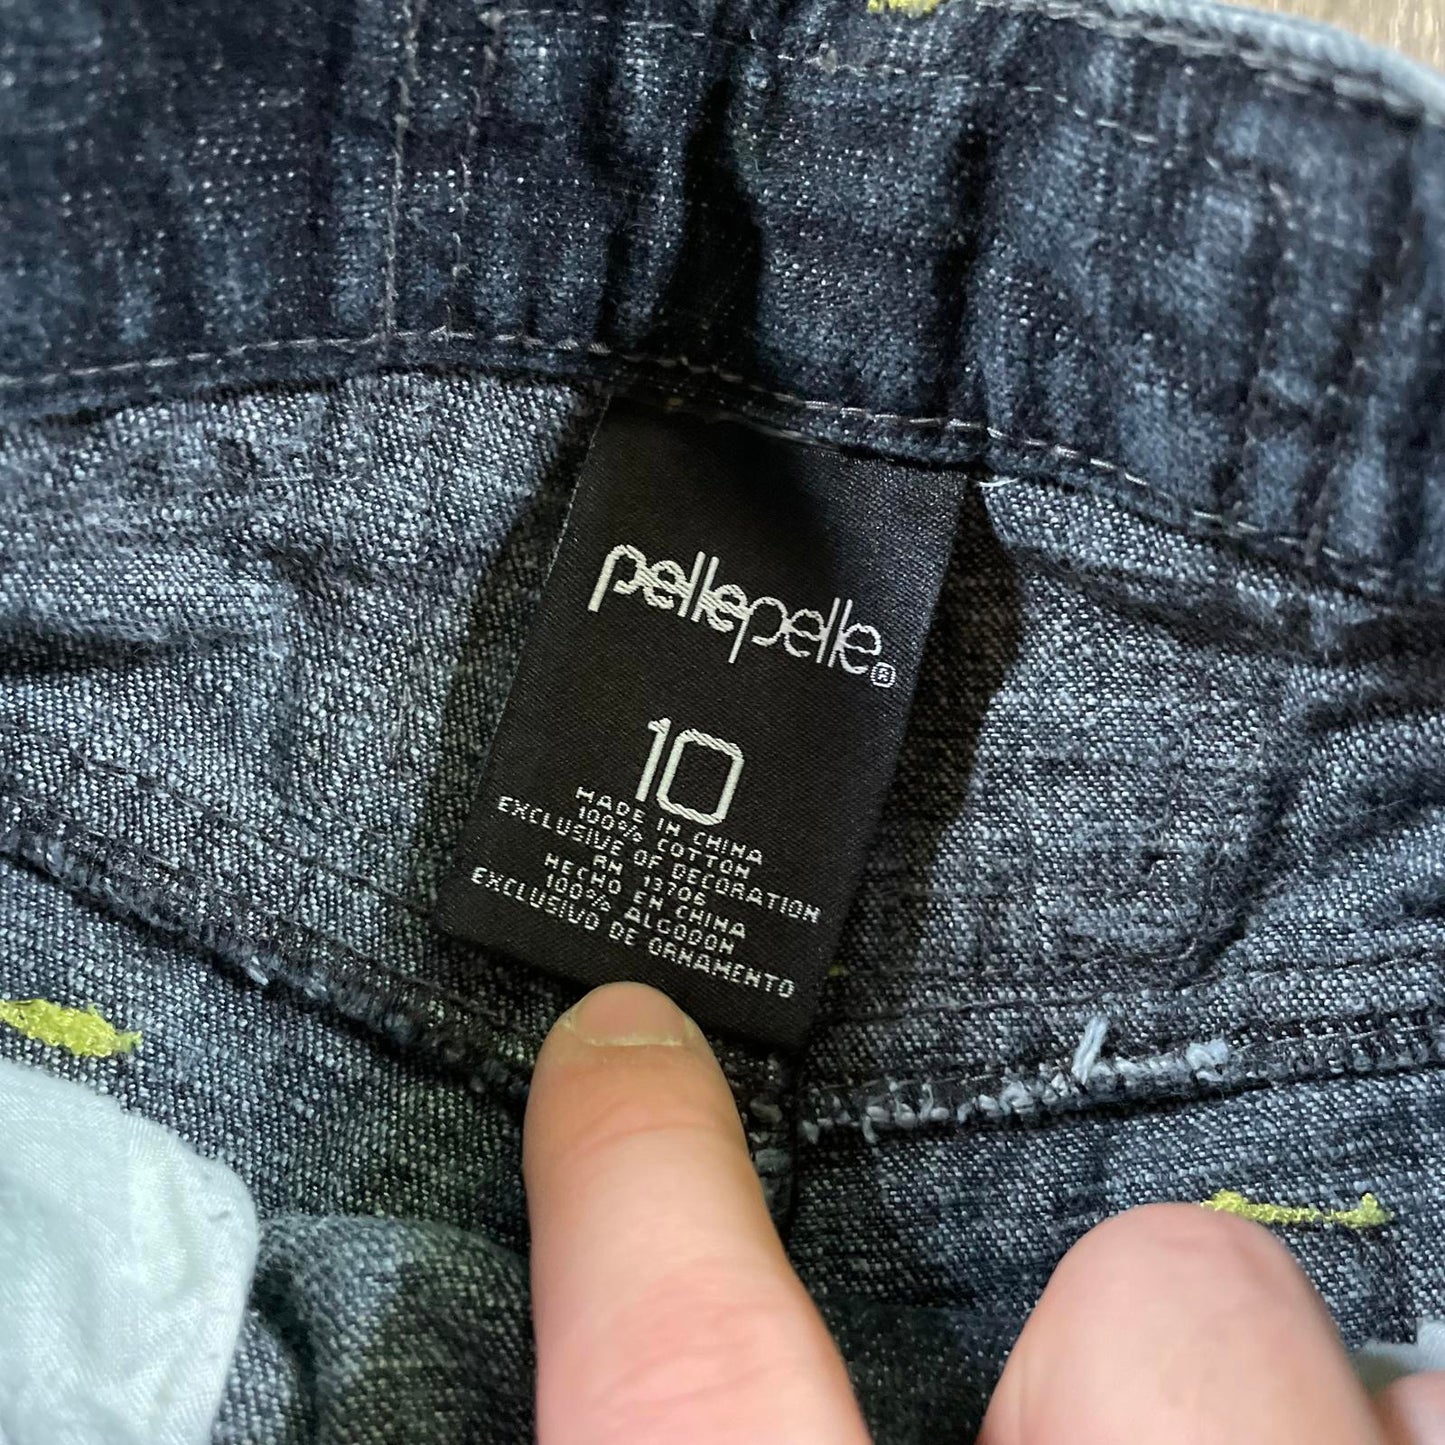 pellepelle®
10
MADE IN CHINA
100% COTTON
EXCLUSIVE OF DECORATION
RN 13706
HECHO EN CHINA
100% ALGODON
EXCLUSIVO DE ORNAMENTO